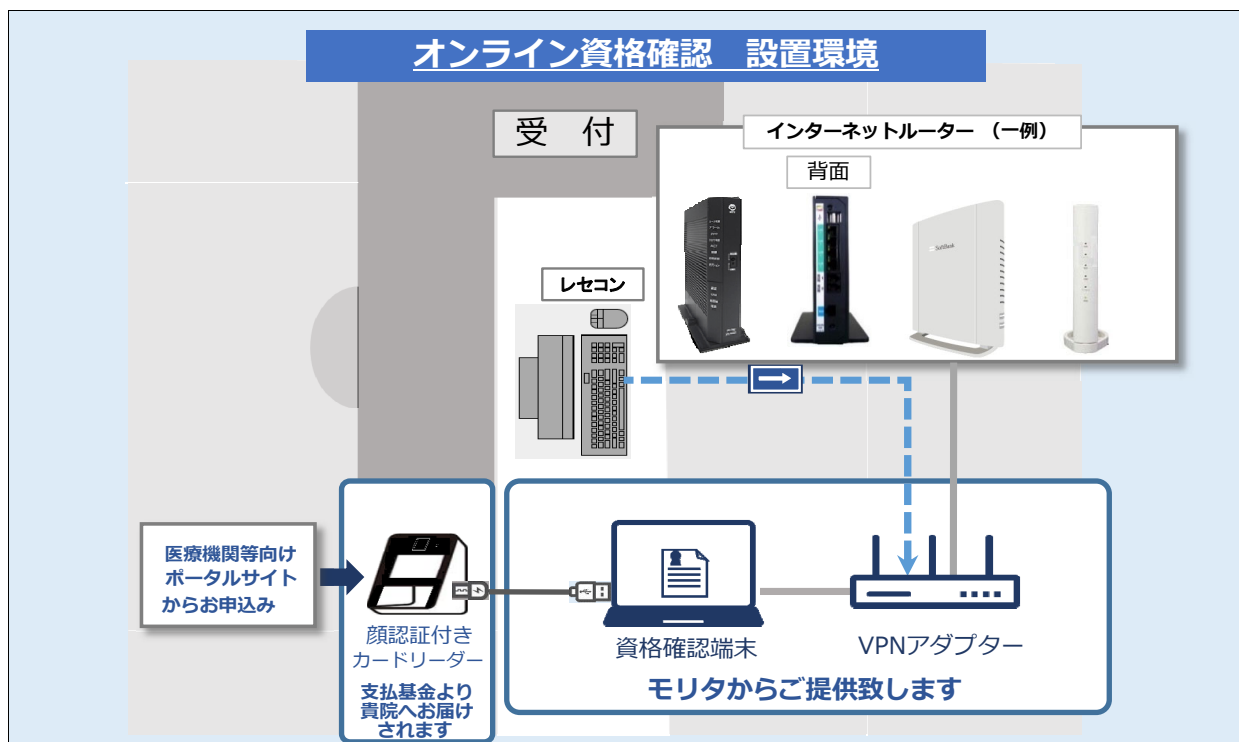 オンライン資格確認　設置環境
受　付
インターネットルーター （一例）
背面
SoftBank
レセコン
医療機関等向け
ポータルサイト
からお申込み
顔認証付き
カードリーダー
支払基金より
貴院へお届け
されます
資格確認端末
VPNアダプター
モリタからご提供致します